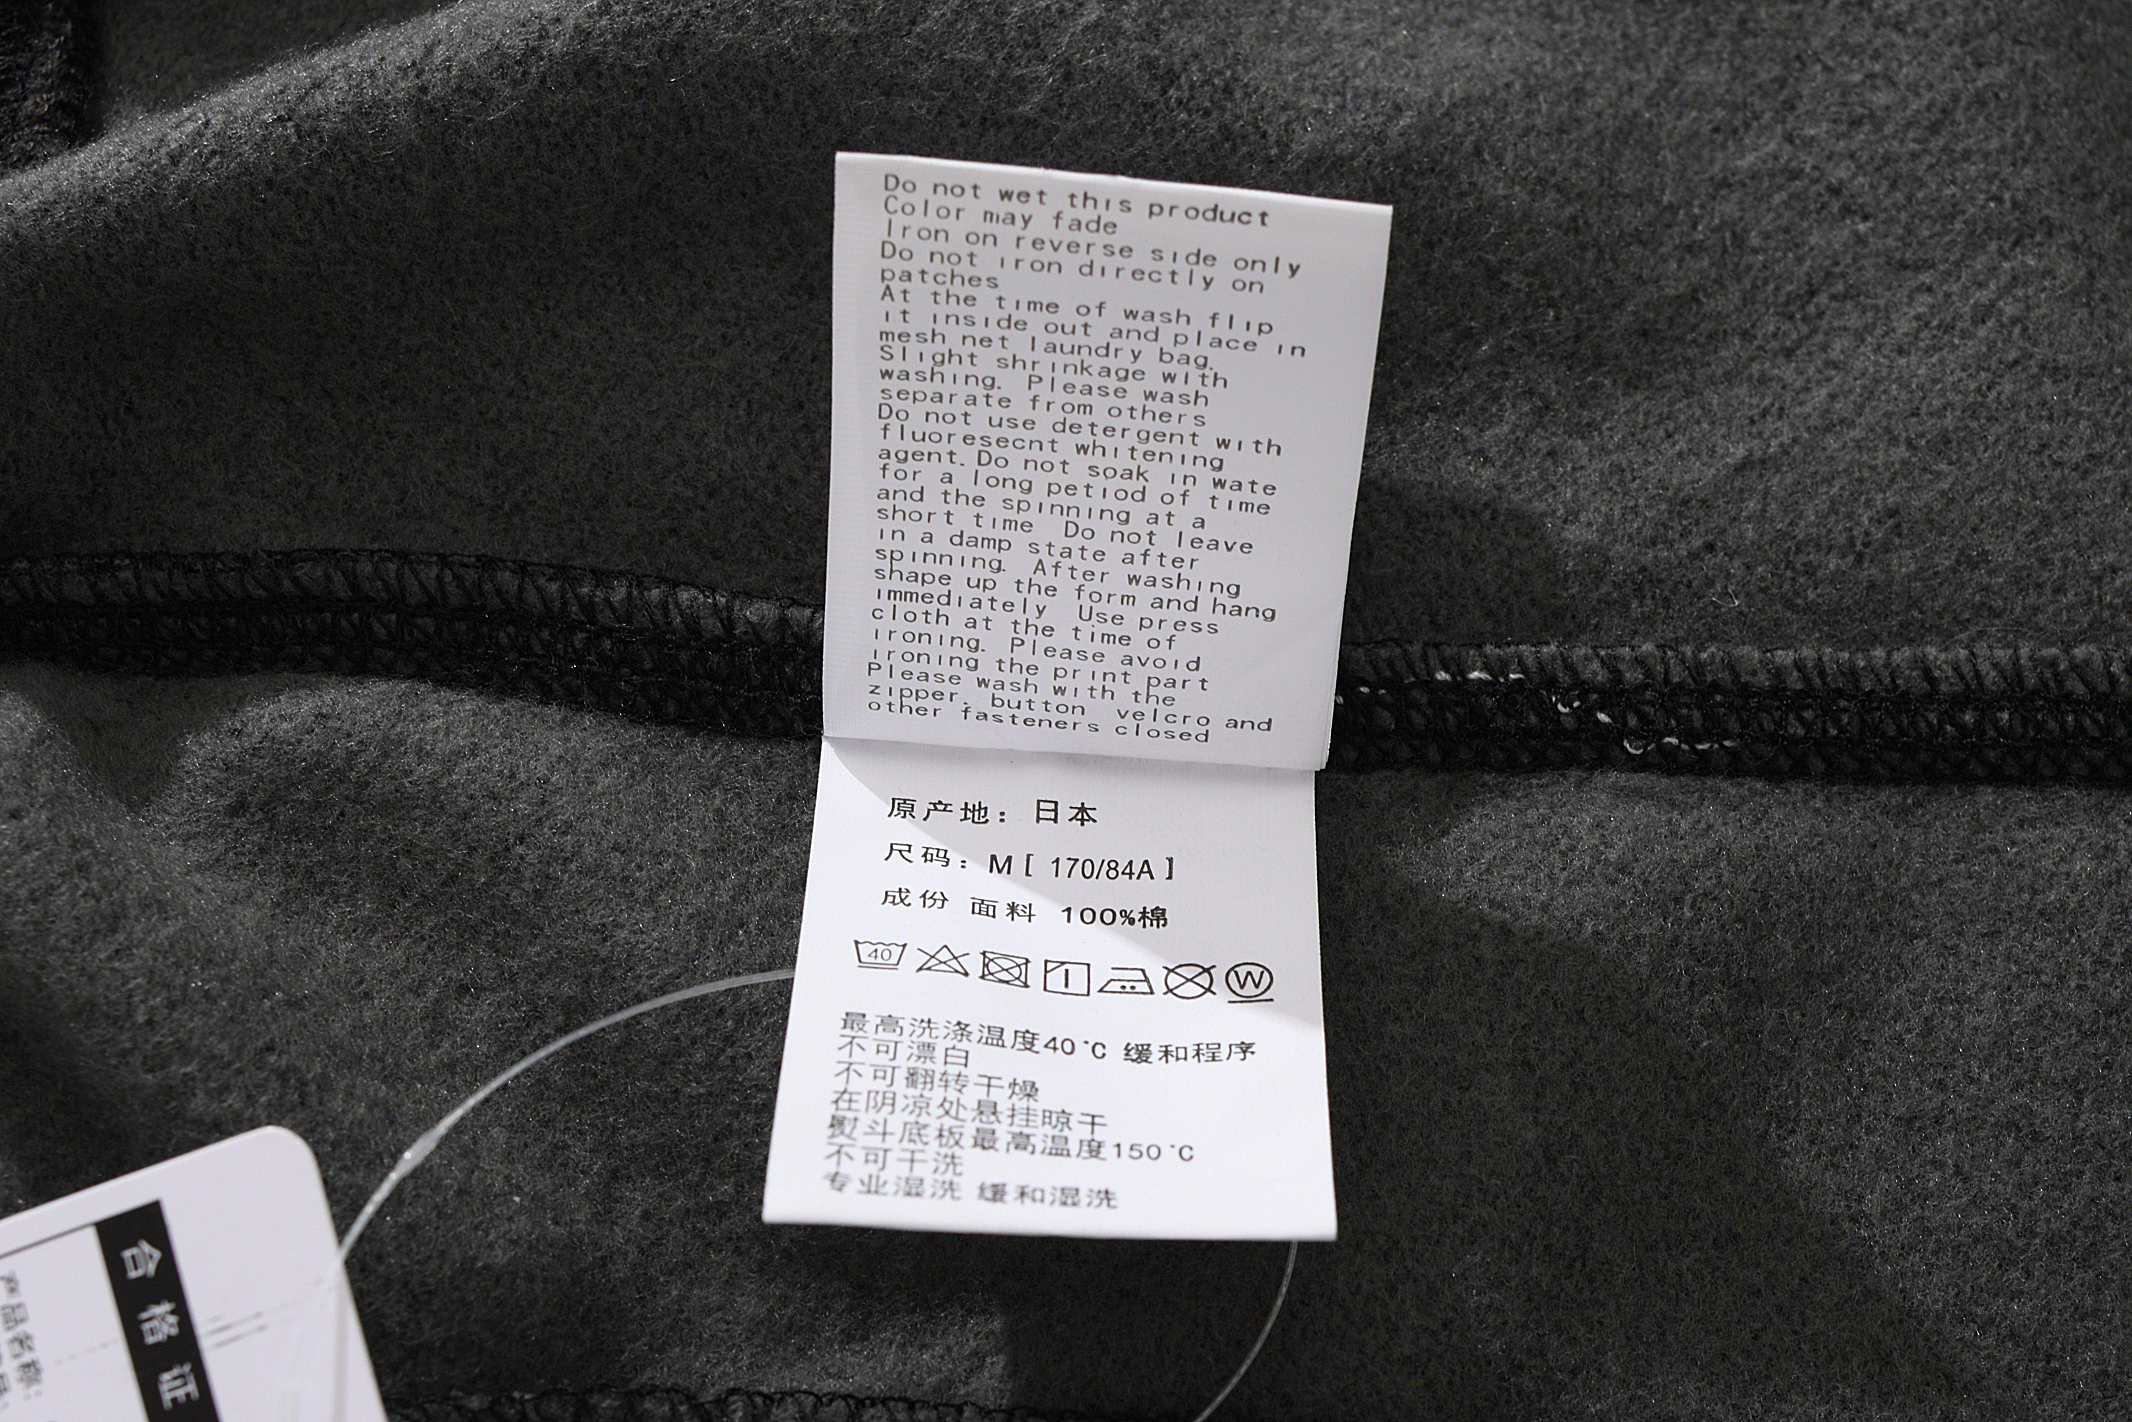 Do not wet this product
Color may fade
Iron on reverse side only
Do not iron directly on
patches
At the time of wash flip
it inside out and place in
mesh net laundry bag.
Slight shrinkage with
washing. Please wash
separate from others
Do not use detergent with
fluoresecnt whitening
agent. Do not soak in wate
for a long petiod of time
and the spinning at a
short time Do not leave
in a damp state after
spinning. After washing
shape up the form and hang
immediately Use press
cloth at the time of
ironing. Please avoid
ironing the print part
Please wash with the
zipper, button velcro and
other fasteners closed
原产地：日本
尺码：M [ 170/84A ]
成份 面料 100%棉
40 W
最高洗涤温度40℃ 缓和程序
不可漂白
不可翻转干燥
在阴凉处悬挂晾干
熨斗底板最高温度150℃
不可干洗
专业湿洗 缓和湿洗
合格证
产品名称: